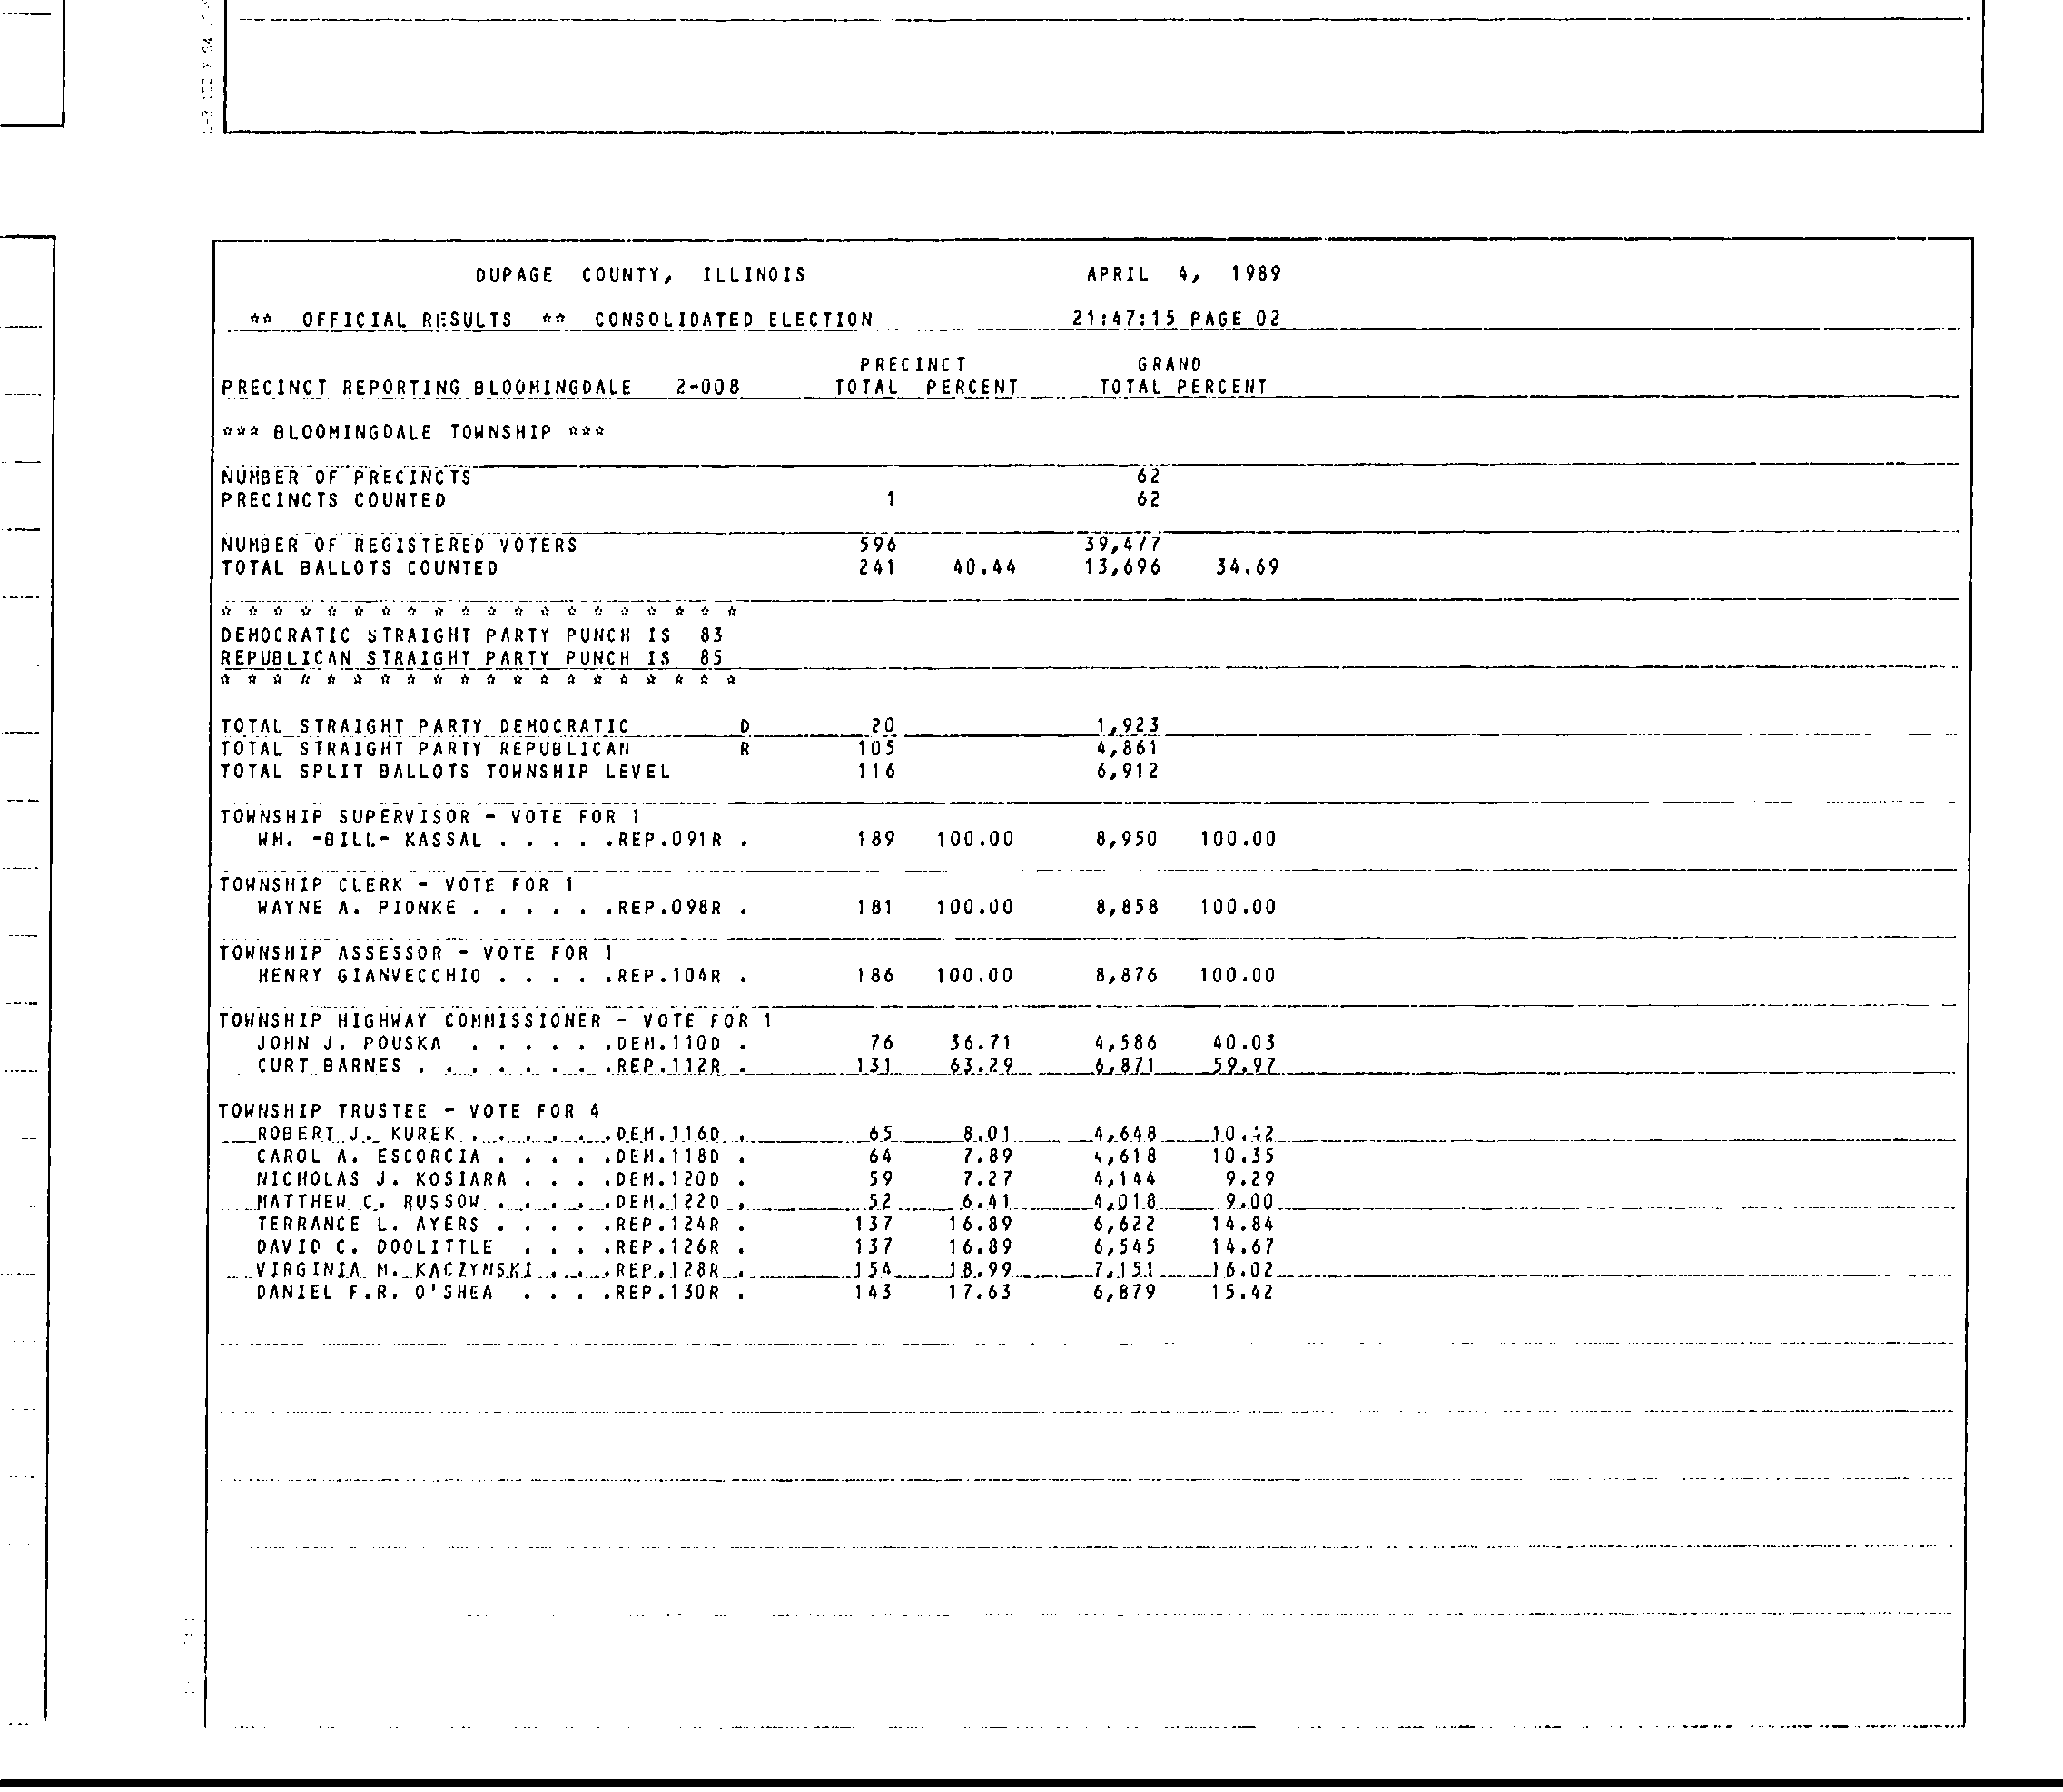 DUPAGE COUNTY, ILLINOIS APRIL 4, 1989
** OFFICIAL RESULTS ** CONSOLIDATED ELECTION 21:47:15 PAGE 02
PRECINCT GRAND
PRECINCT REPORTING BLOOMINGDALE 2-008 TOTAL PERCENT TOTAL PERCENT
*** BLOOMINGDALE TOWNSHIP ***
NUMBER OF PRECINCTS 62
PRECINCTS COUNTED 1 62
NUMBER OF REGISTERED VOTERS 596 39,477
TOTAL BALLOTS COUNTED 241 40.44 13,696 34.69
* * * * * * * * * * * * * * * * * * * *
DEMOCRATIC STRAIGHT PARTY PUNCH IS 83
REPUBLICAN STRAIGHT PARTY PUNCH IS 85
* * * * * * * * * * * * * * * * * * * *
TOTAL STRAIGHT PARTY DEMOCRATIC D 20 1,923
TOTAL STRAIGHT PARTY REPUBLICAN R 105 4,861
TOTAL SPLIT BALLOTS TOWNSHIP LEVEL 116 6,912
TOWNSHIP SUPERVISOR - VOTE FOR 1
WM. -BILL- KASSAL . . . . .REP.091R . 189 100.00 8,950 100.00
TOWNSHIP CLERK - VOTE FOR 1
WAYNE A. PIONKE . . . . . .REP.098R . 181 100.00 8,858 100.00
TOWNSHIP ASSESSOR - VOTE FOR 1
HENRY GIANVECCHIO . . . . .REP.104R . 186 100.00 8,876 100.00
TOWNSHIP HIGHWAY COMMISSIONER - VOTE FOR 1
JOHN J. POUSKA . . . . . .DEM.110D . 76 36.71 4,586 40.03
CURT BARNES . . . . . . . .REP.112R . 131 63.29 6,871 59.97
TOWNSHIP TRUSTEE - VOTE FOR 4
ROBERT J. KUREK . . . . . .DEM.116D . 65 8.01 4,648 10.42
CAROL A. ESCORCIA . . . . .DEM.118D . 64 7.89 4,618 10.35
NICHOLAS J. KOSIARA . . . .DEM.120D . 59 7.27 4,144 9.29
MATTHEW C. RUSSOW . . . . .DEM.122D . 52 6.41 4,018 9.00
TERRANCE L. AYERS . . . . .REP.124R . 137 16.89 6,622 14.84
DAVID C. DOOLITTLE . . . .REP.126R . 137 16.89 6,545 14.67
VIRGINIA M. KACZYNSKI . . .REP.128R . 154 18.99 7,151 16.02
DANIEL F.R. O'SHEA . . . .REP.130R . 143 17.63 6,879 15.42